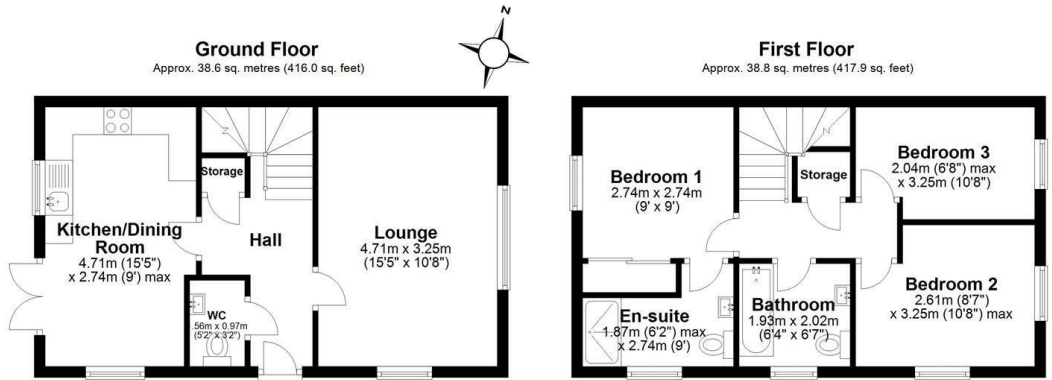 N
Ground Floor
Approx. 38.6 sq. metres (416.0 sq. feet)
Storage
Kitchen/Dining
Room
4.71m (15'5")
x 2.74m (9') max
Hall
Lounge
4.71m x 3.25m
(15'5" x 10'8")
WC
.56m x 0.97m
(5'2" x 3'2")
First Floor
Approx. 38.8 sq. metres (417.9 sq. feet)
Bedroom 1
2.74m x 2.74m
(9' x 9')
Storage
Bedroom 3
2.04m (6'8") max
x 3.25m (10'8")
Bedroom 2
2.61m (8'7")
x 3.25m (10'8") max
En-suite
1.87m (6'2") max
x 2.74m (9')
Bathroom
1.93m x 2.02m
(6'4" x 6'7")